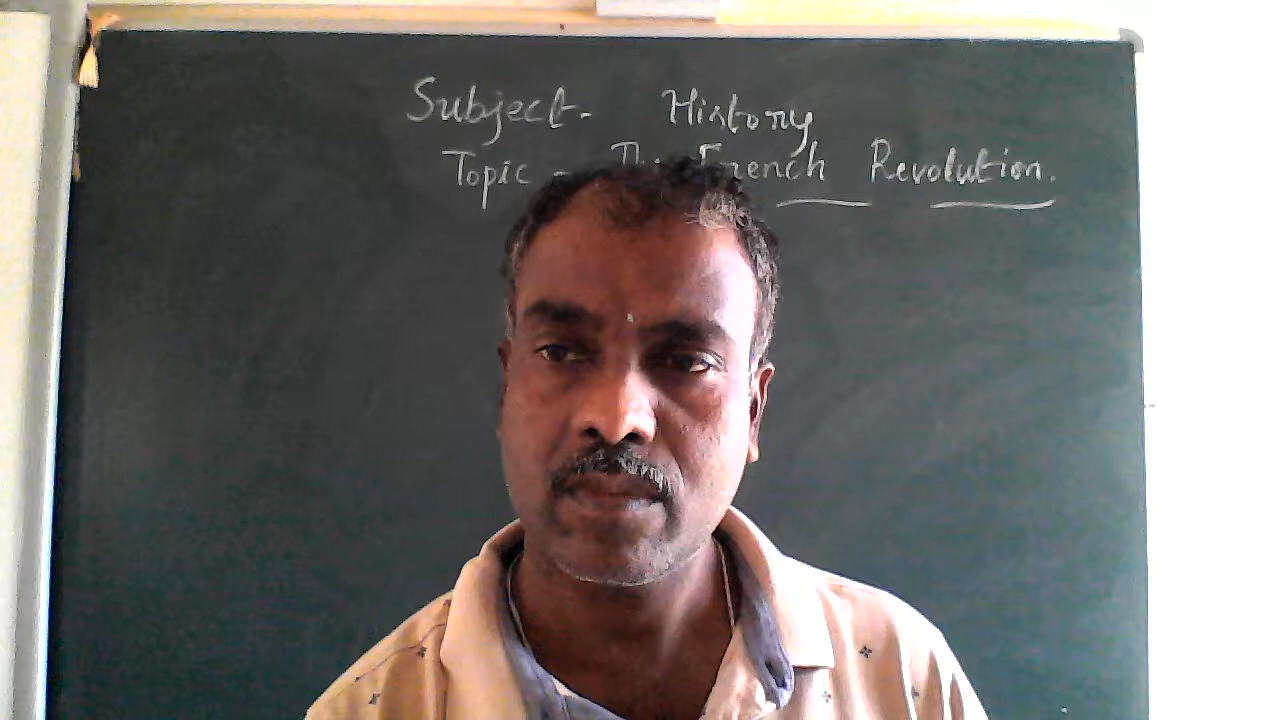 Subject- History
Topic - The French Revolution.